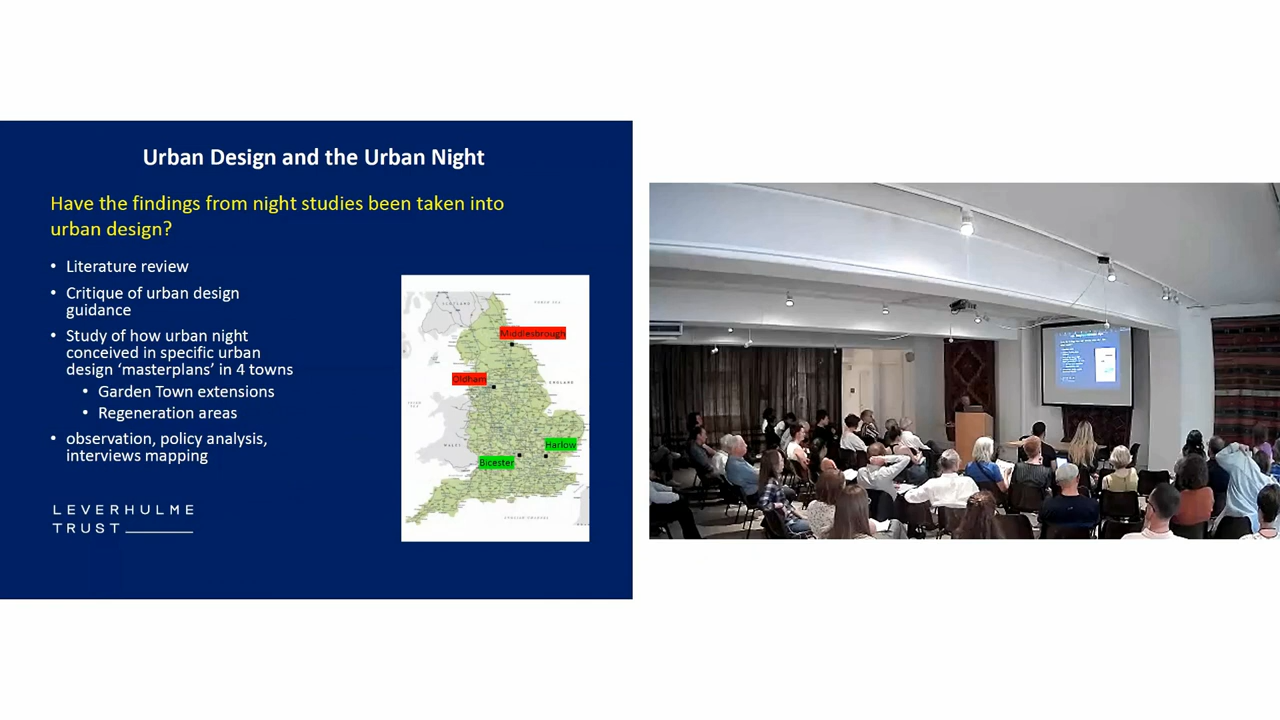 Urban Design and the Urban Night
Have the findings from night studies been taken into
urban design?
• Literature review
• Critique of urban design
guidance
• Study of how urban night
conceived in specific urban
design ‘masterplans’ in 4 towns
• Garden Town extensions
• Regeneration areas
• observation, policy analysis,
interviews mapping
Middlesbrough
Oldham
Harlow
Bicester
LEVERHULME
TRUST